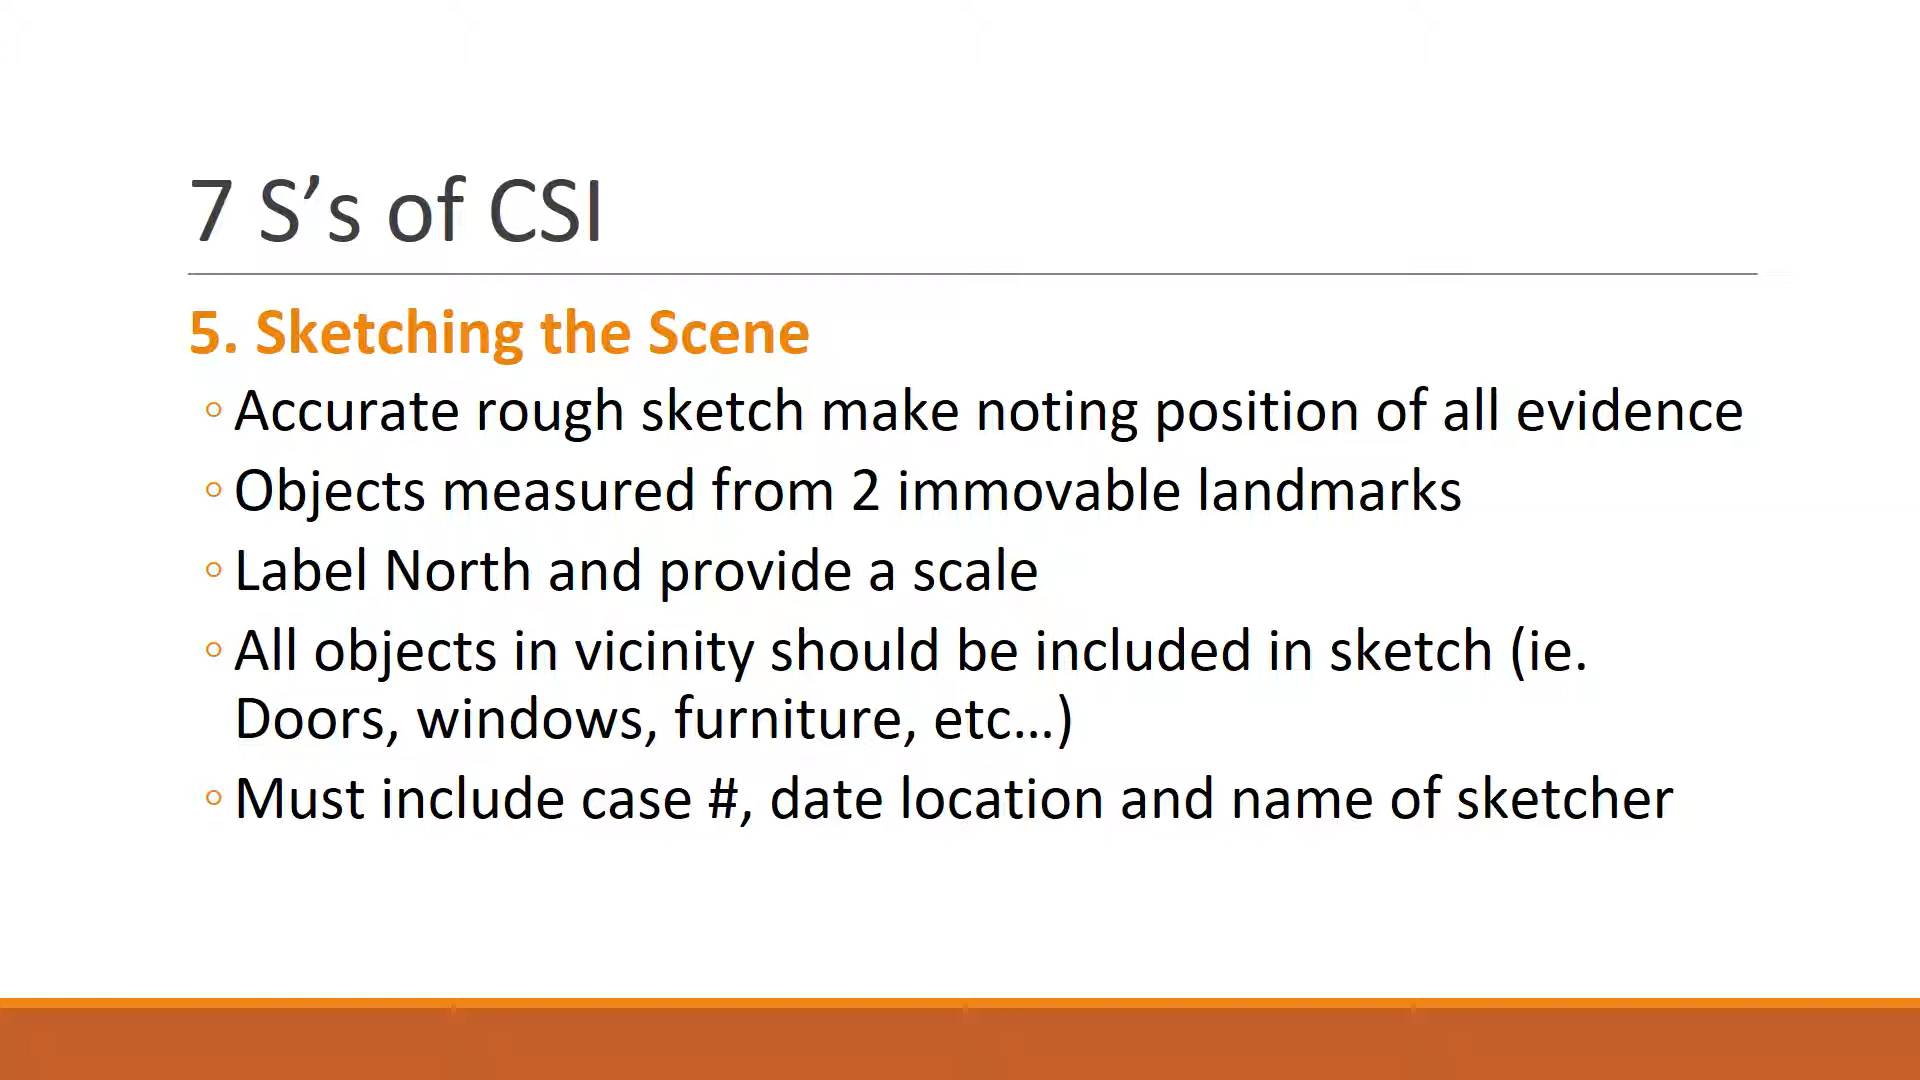 7 S’s of CSI
5. Sketching the Scene
◦ Accurate rough sketch make noting position of all evidence
◦ Objects measured from 2 immovable landmarks
◦ Label North and provide a scale
◦ All objects in vicinity should be included in sketch (ie.
Doors, windows, furniture, etc…)
◦ Must include case #, date location and name of sketcher